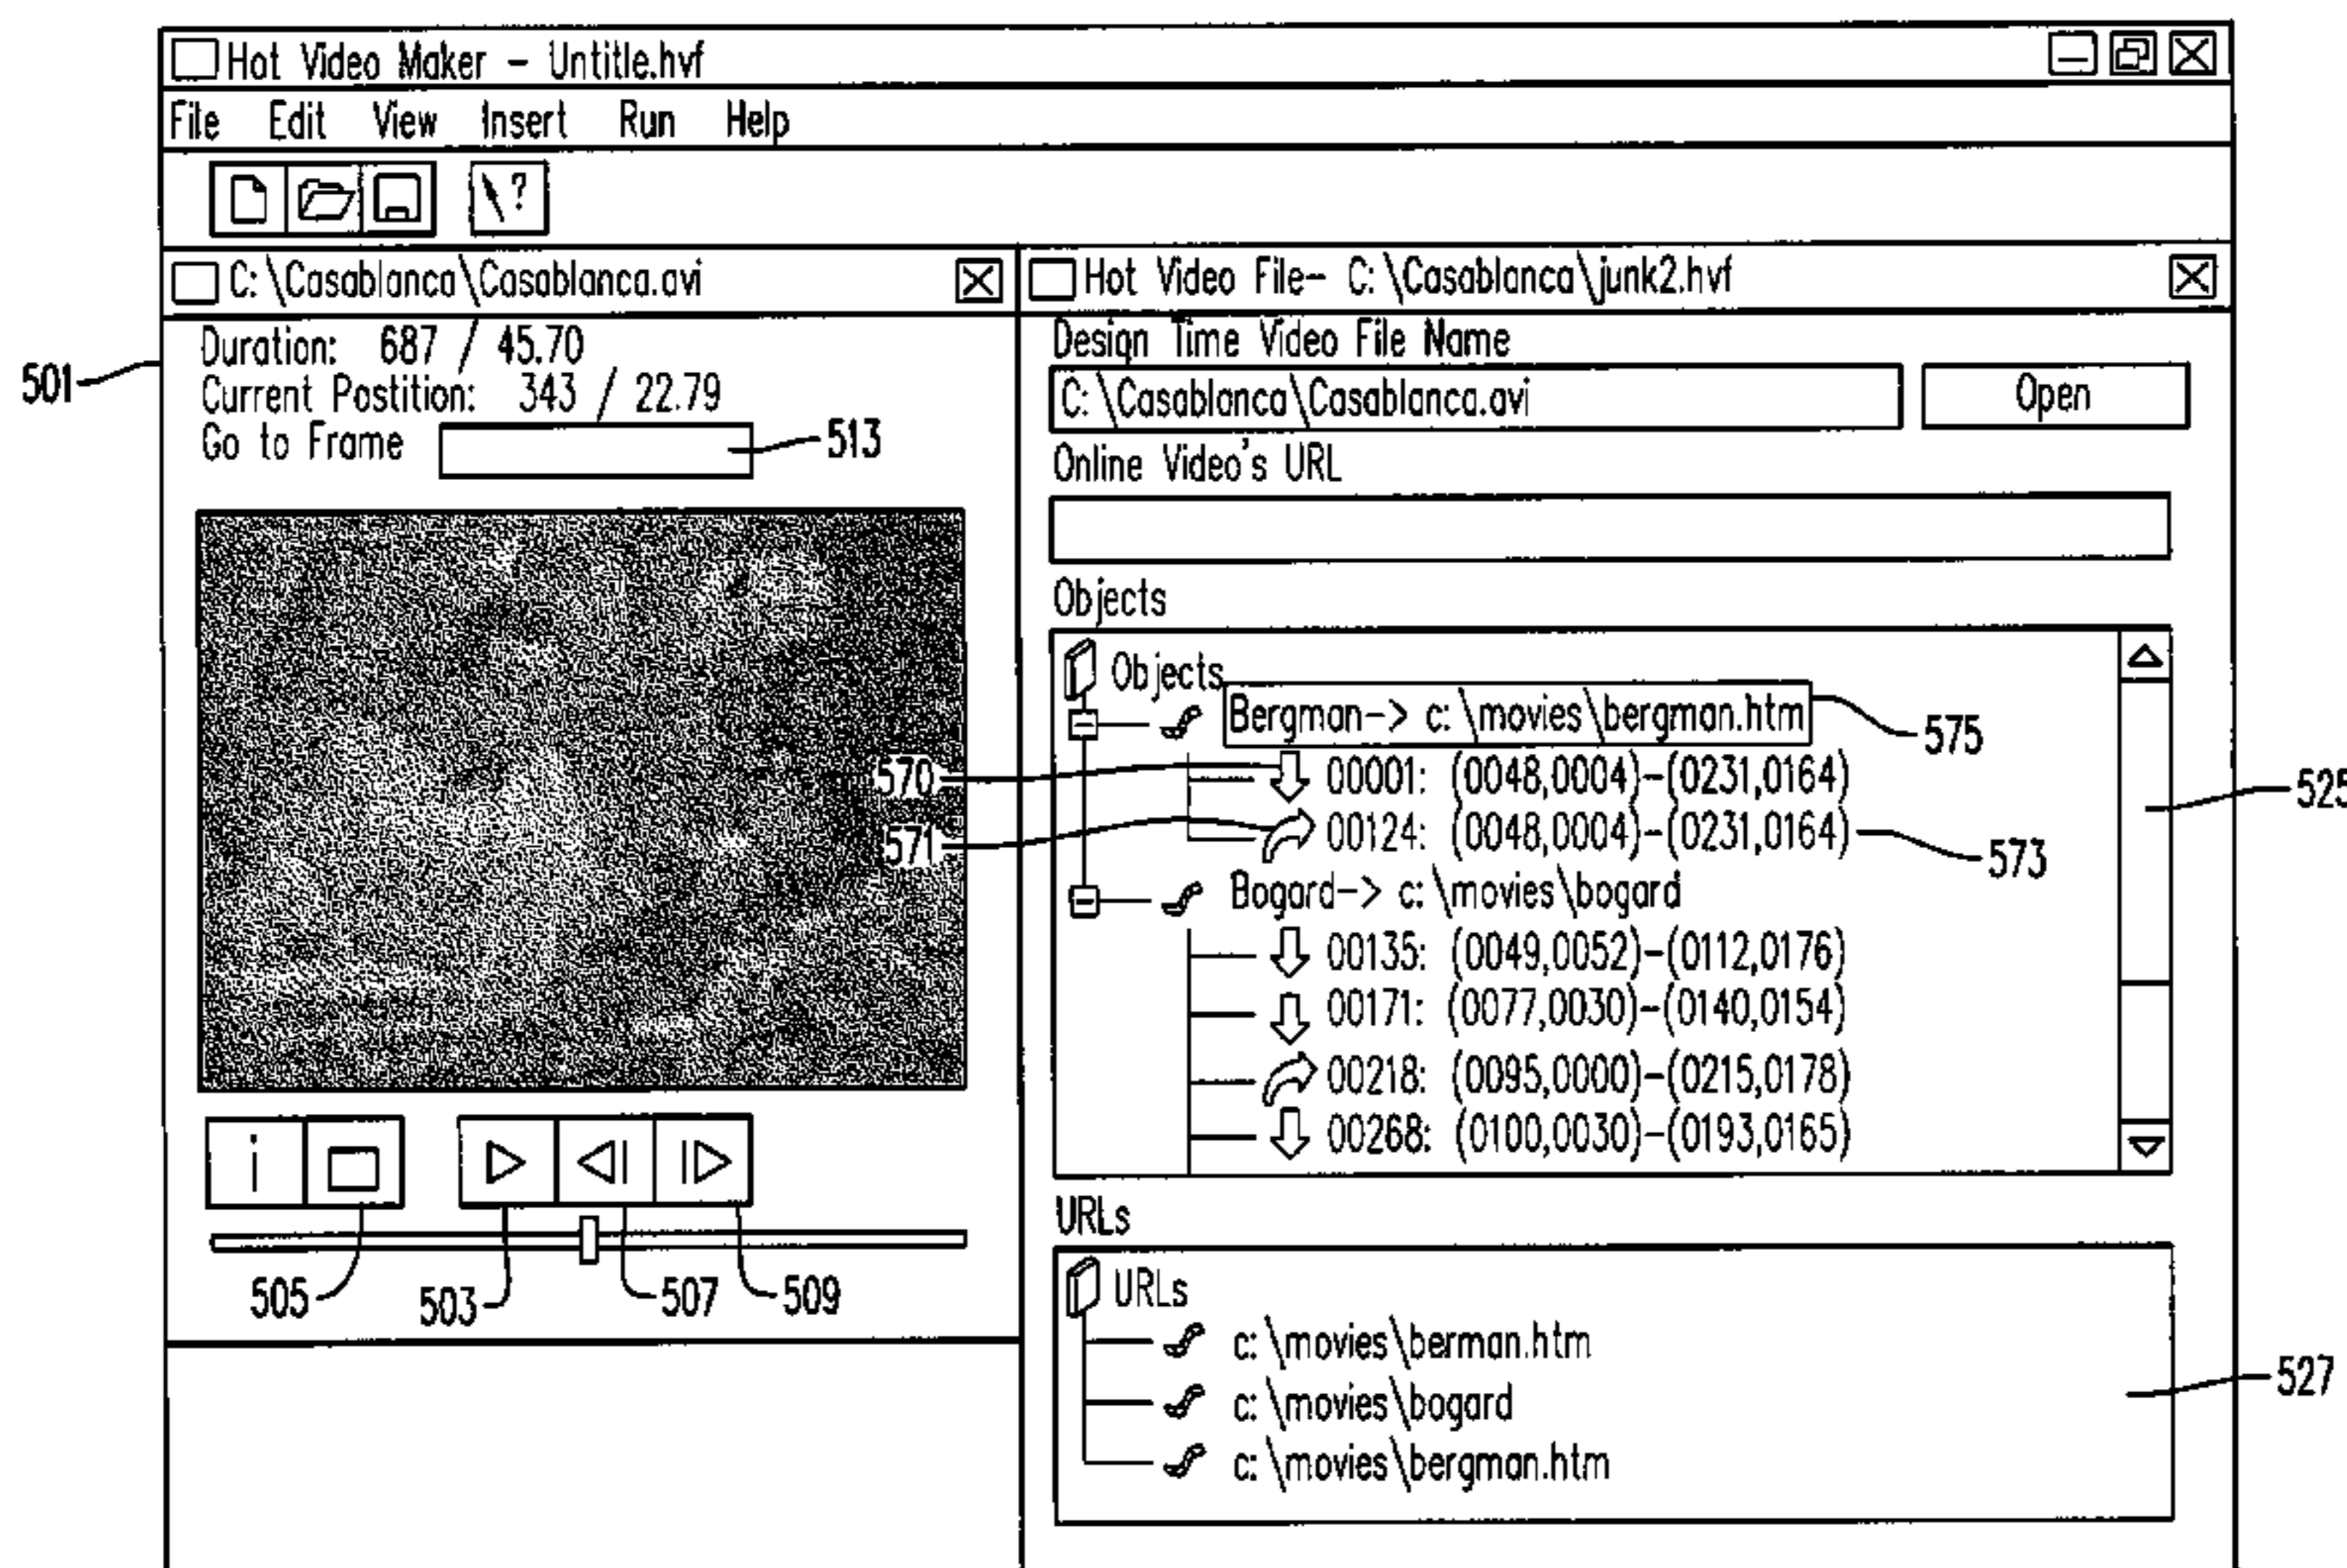 Hot Video Maker - Untitle.hvf
File Edit View Insert Run Help
?
C:\Casablanca\Casablanca.avi
Duration: 687 / 45.70
Current Postition: 343 / 22.79
Go to Frame
513
501
i
505
503
507
509
Hot Video File- C:\Casablanca\junk2.hvf
Design Time Video File Name
C:\Casablanca\Casablanca.avi
Open
Online Video's URL
Objects
Objects
Bergman-> c:\movies\bergman.htm
575
570
00001: (0048,0004)-(0231,0164)
525
571
00124: (0048,0004)-(0231,0164)
573
Bogard-> c:\movies\bogard
00135: (0049,0052)-(0112,0176)
00171: (0077,0030)-(0140,0154)
00218: (0095,0000)-(0215,0178)
00268: (0100,0030)-(0193,0165)
URLs
URLs
c:\movies\berman.htm
c:\movies\bogard
527
c:\movies\bergman.htm